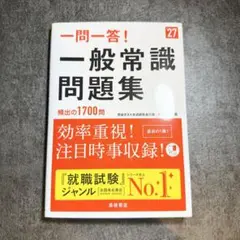 一問一答!
'27
一般常識
問題集
頻出の1700問
効率重視!
注目時事収録!
『就職試験』
ジャンル
No.1
高橋書店